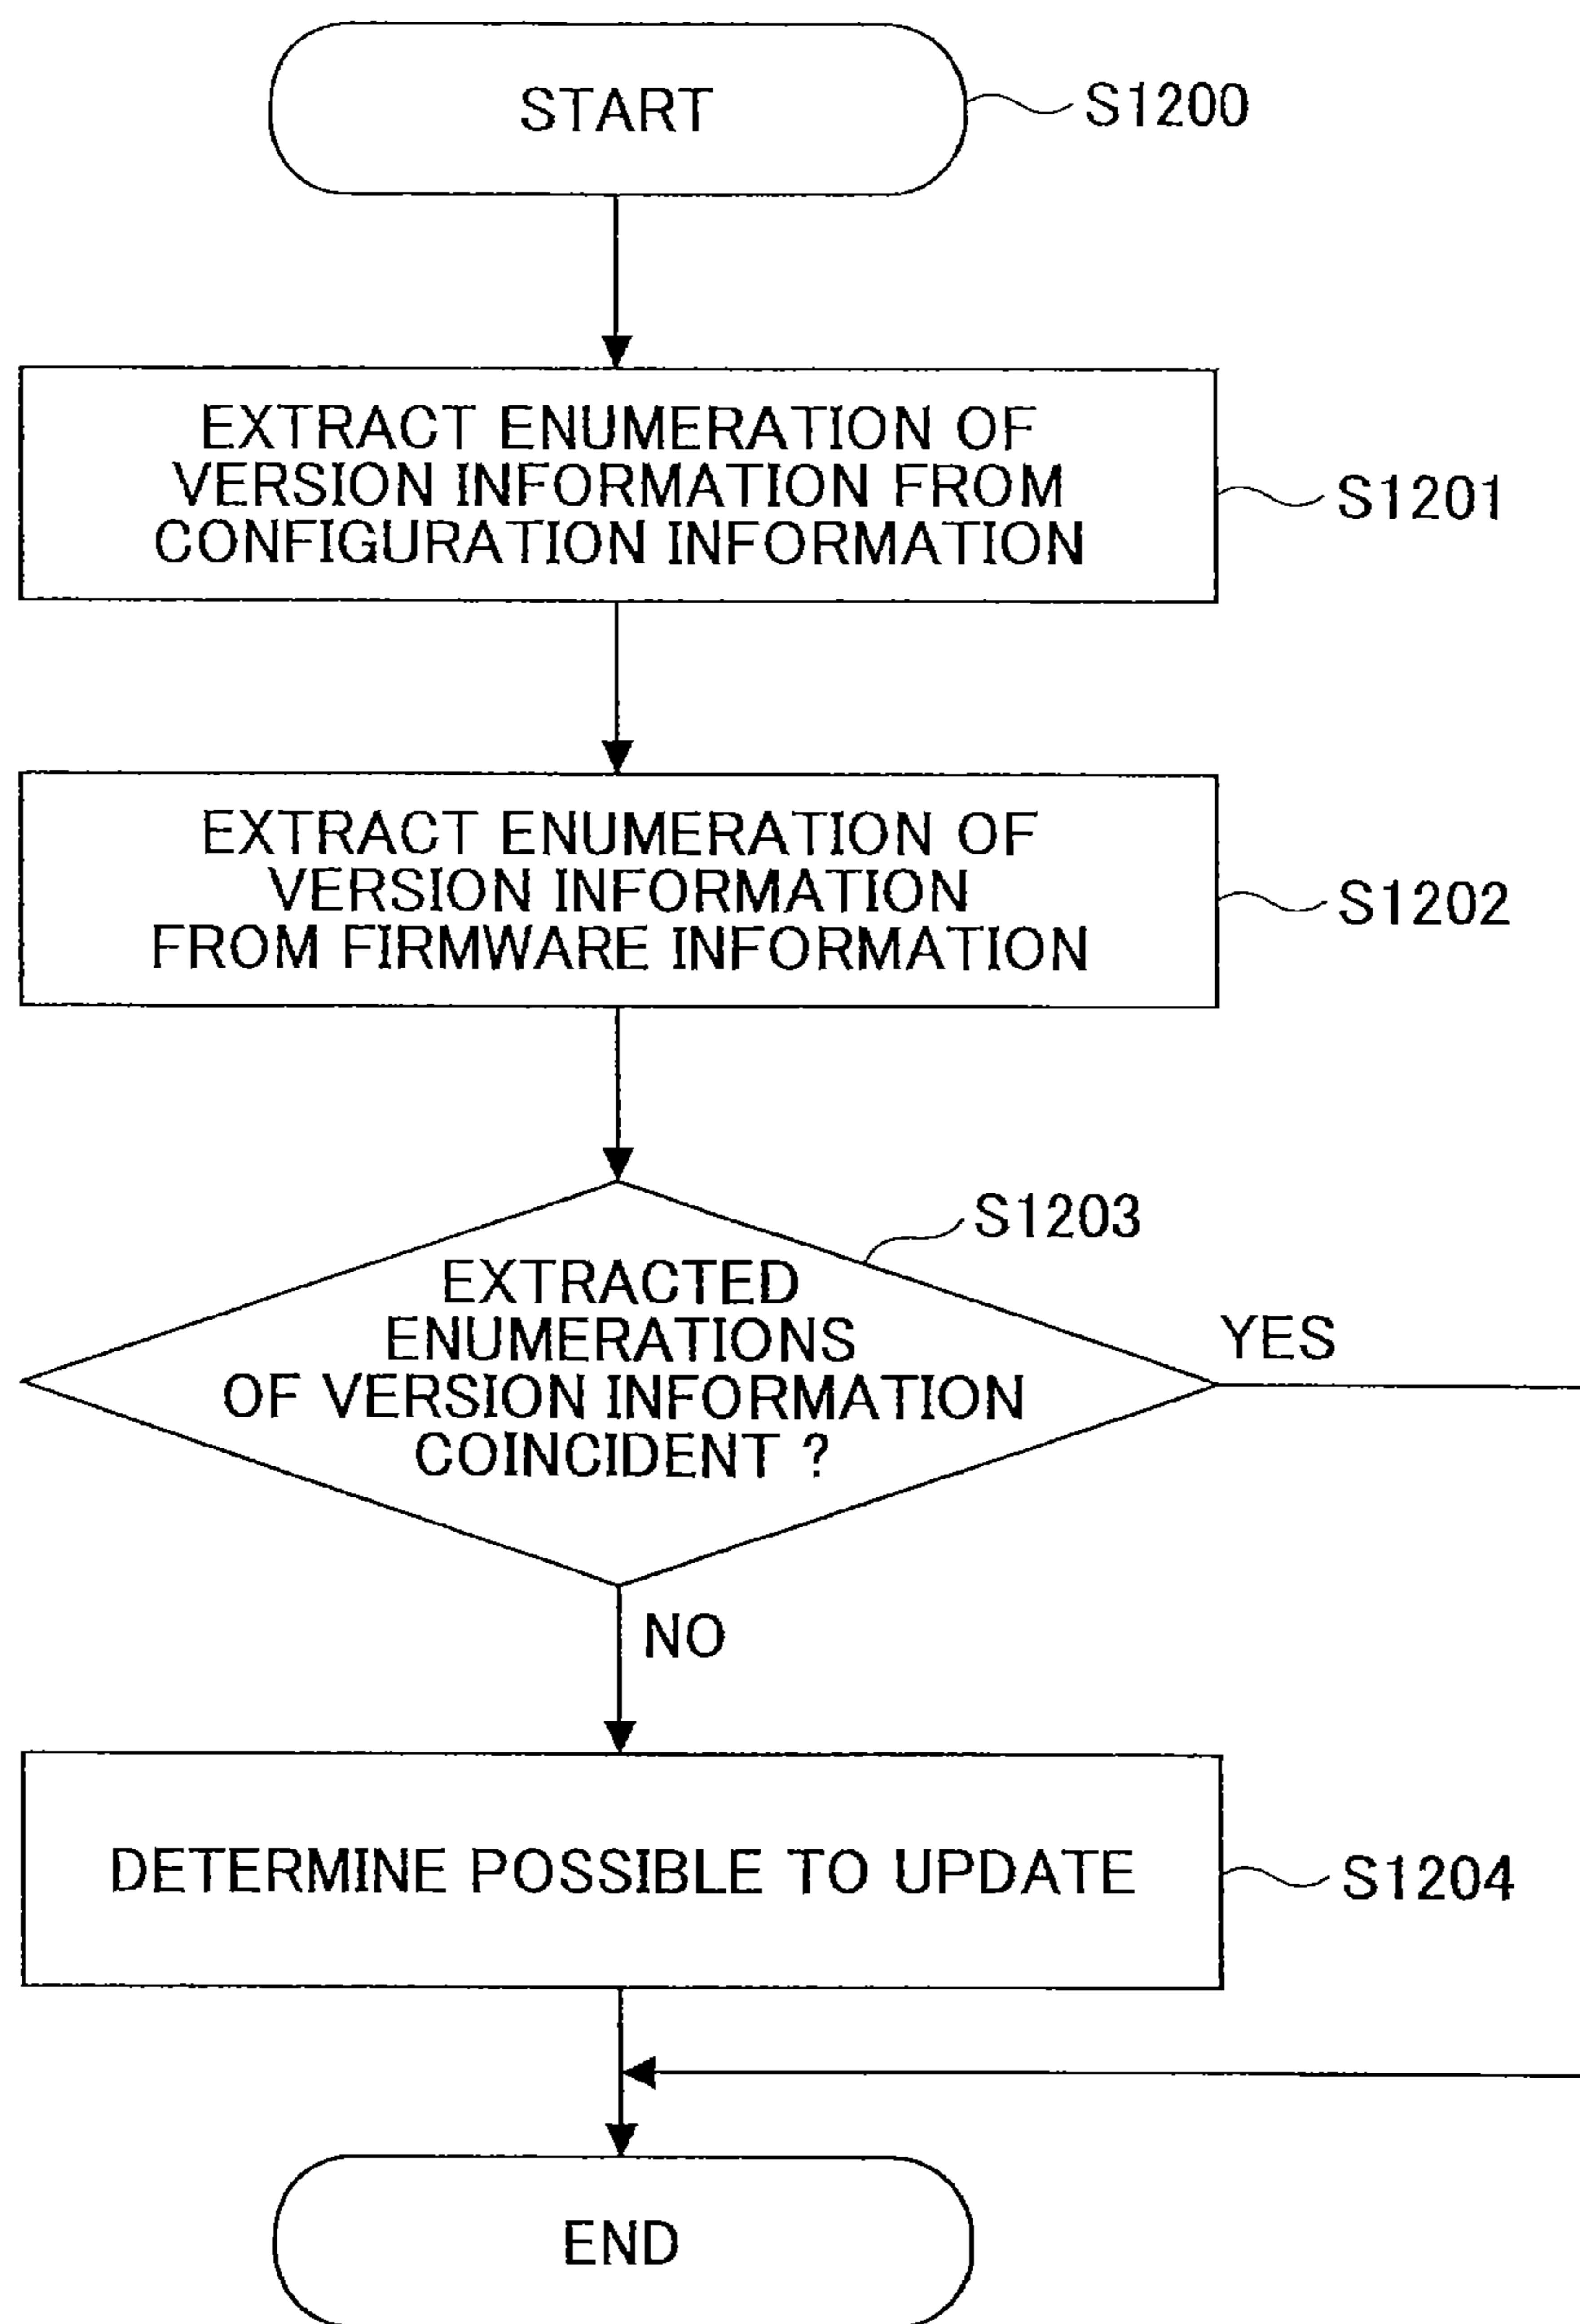 START
S1200
EXTRACT ENUMERATION OF
VERSION INFORMATION FROM
CONFIGURATION INFORMATION
S1201
EXTRACT ENUMERATION OF
VERSION INFORMATION
FROM FIRMWARE INFORMATION
S1202
S1203
EXTRACTED
ENUMERATIONS
OF VERSION INFORMATION
COINCIDENT ?
YES
NO
DETERMINE POSSIBLE TO UPDATE
S1204
END